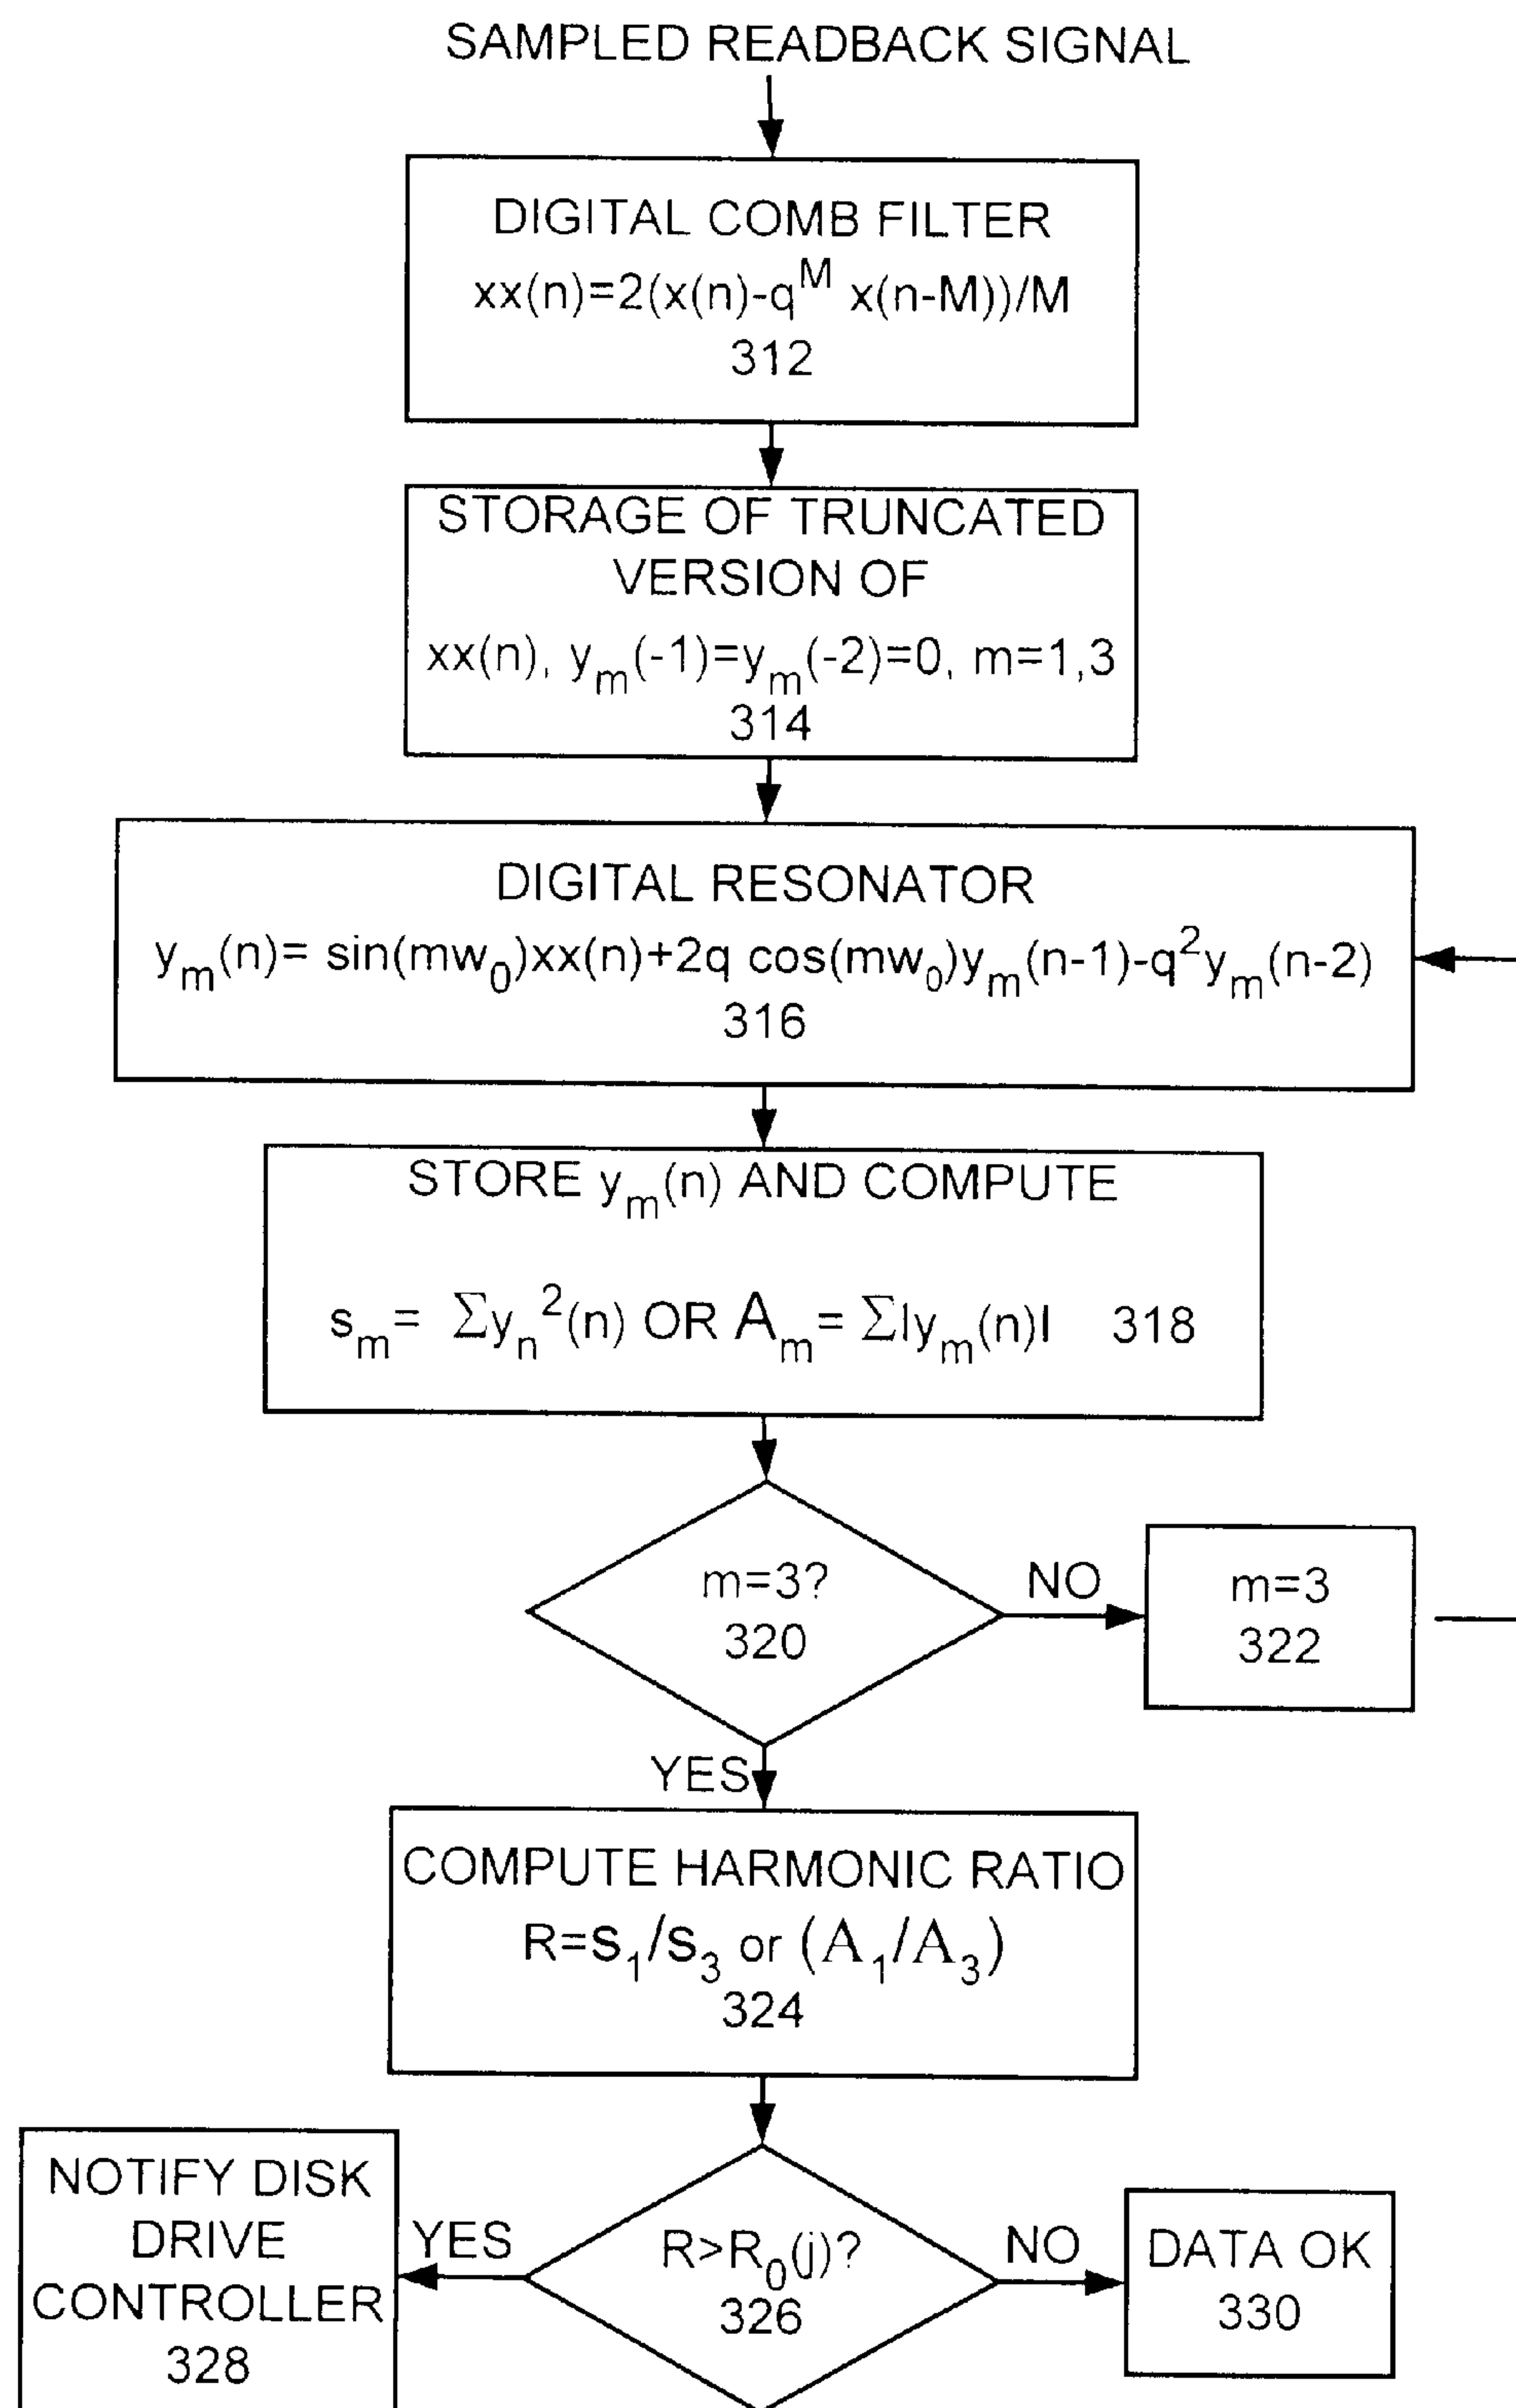 SAMPLED READBACK SIGNAL
DIGITAL COMB FILTER
xx(n)=2(x(n)-q^M x(n-M))/M
312
STORAGE OF TRUNCATED
VERSION OF
xx(n), y_m(-1)=y_m(-2)=0, m=1,3
314
DIGITAL RESONATOR
y_m(n)= sin(mw_0)xx(n)+2q cos(mw_0)y_m(n-1)-q^2y_m(n-2)
316
STORE y_m(n) AND COMPUTE
s_m= Σy_n^2(n) OR A_m= Σ|y_m(n)| 318
m=3?
320
NO
m=3
322
YES
COMPUTE HARMONIC RATIO
R=s_1/s_3 or (A_1/A_3)
324
NOTIFY DISK
DRIVE
CONTROLLER
328
YES
R>R_0(j)?
326
NO
DATA OK
330